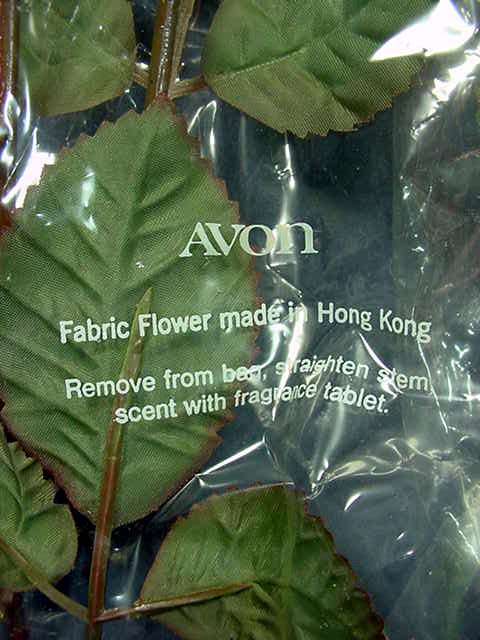 AVON
Fabric Flower made in Hong Kong
Remove from bag, straighten stem,
scent with fragrance tablet.